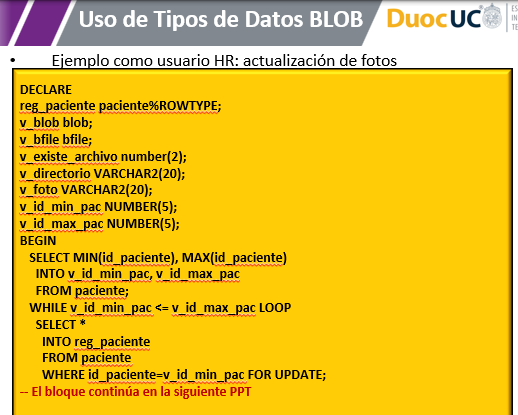 Uso de Tipos de Datos BLOB
DuocUC
ES
IN
TE
• Ejemplo como usuario HR: actualización de fotos
DECLARE
reg_paciente paciente%ROWTYPE;
v_blob blob;
v_bfile bfile;
v_existe_archivo number(2);
v_directorio VARCHAR2(20);
v_foto VARCHAR2(20);
v_id_min_pac NUMBER(5);
v_id_max_pac NUMBER(5);
BEGIN
SELECT MIN(id_paciente), MAX(id_paciente)
INTO v_id_min_pac, v_id_max_pac
FROM paciente;
WHILE v_id_min_pac <= v_id_max_pac LOOP
SELECT *
INTO reg_paciente
FROM paciente
WHERE id_paciente=v_id_min_pac FOR UPDATE;
-- El bloque continúa en la siguiente PPT